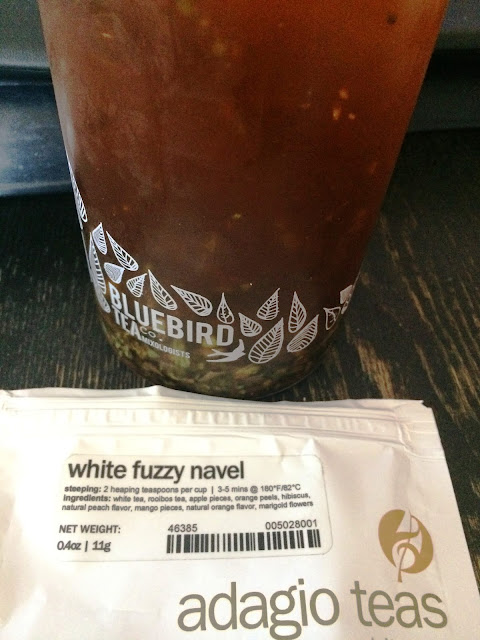 BLUEBIRD
TEA CO.
MIXOLOGISTS
white fuzzy navel
steeping: 2 heaping teaspoons per cup | 3-5 mins @ 180°F/82°C
ingredients: white tea, rooibos tea, apple pieces, orange peels, hibiscus,
natural peach flavor, mango pieces, natural orange flavor, marigold flowers
NET WEIGHT: 46385 005028001
0.4oz | 11g
adagio teas